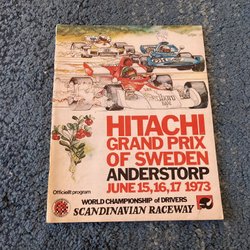 HITACHI
GRAND PRIX
OF SWEDEN
ANDERSTORP
JUNE 15,16,17 1973
Officiellt program
WORLD CHAMPIONSHIP of DRIVERS
SCANDINAVIAN RACEWAY